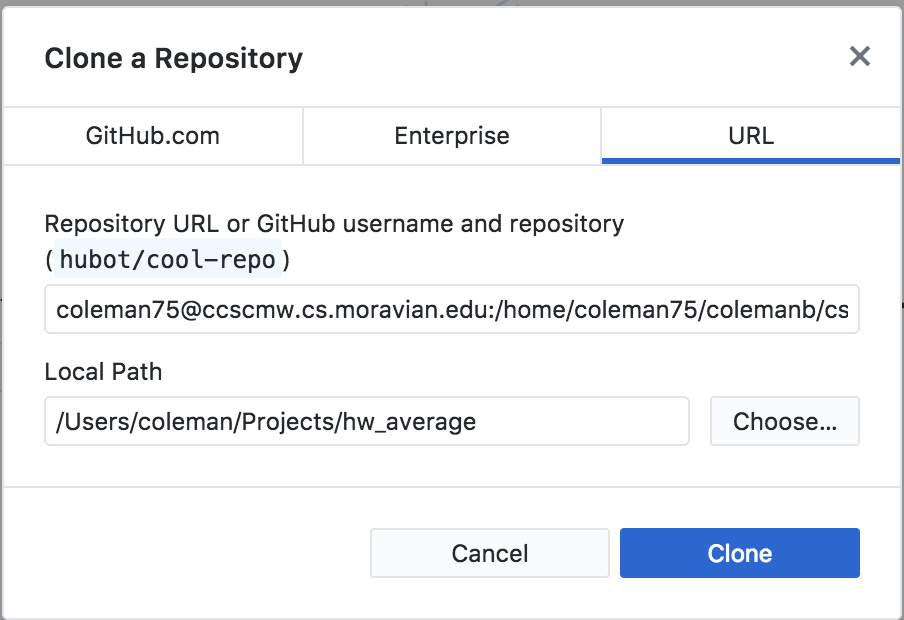 Clone a Repository
GitHub.com
Enterprise
URL
Repository URL or GitHub username and repository
(hubot/cool-repo)
coleman75@ccscmw.cs.moravian.edu:/home/coleman75/colemanb/cs
Local Path
/Users/coleman/Projects/hw_average
Choose...
Cancel
Clone